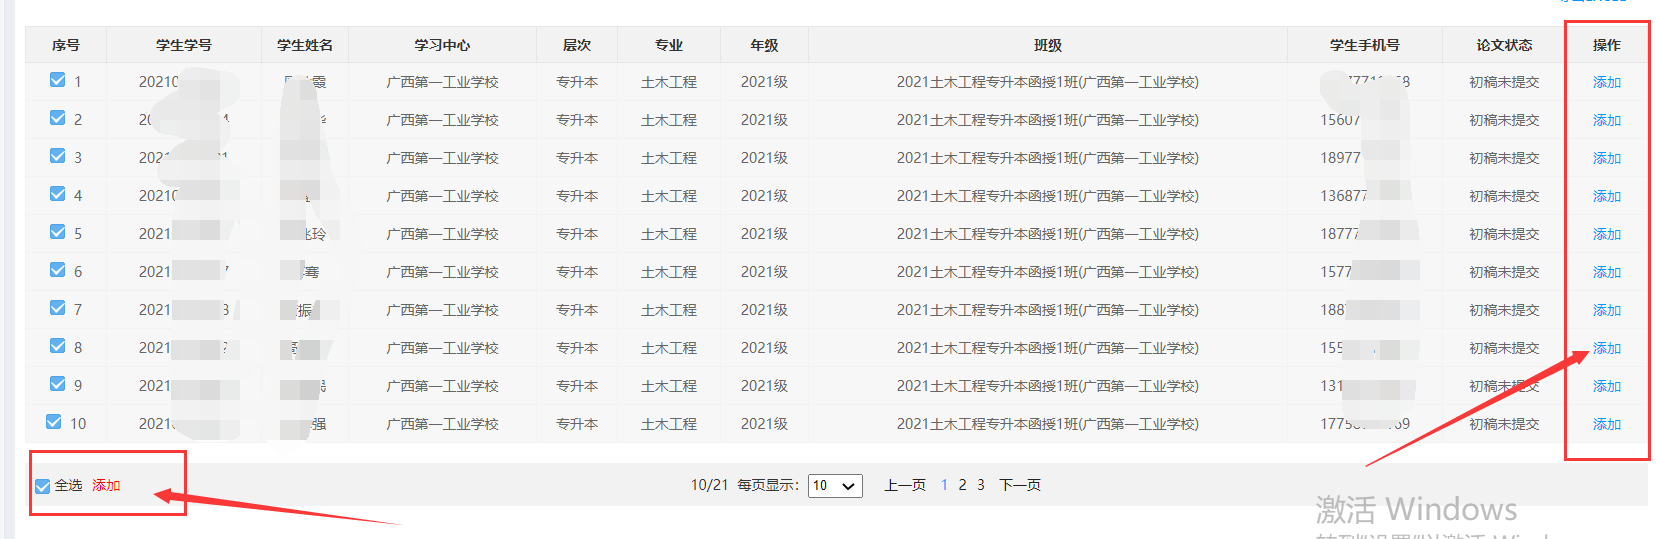 序号 学生学号 学生姓名 学习中心 层次 专业 年级 班级 学生手机号 论文状态 操作
1 20210 霞 广西第一工业学校 专升本 土木工程 2021级 2021土木工程专升本函授1班(广西第一工业学校) 初稿未提交 添加
2 广西第一工业学校 专升本 土木工程 2021级 2021土木工程专升本函授1班(广西第一工业学校) 15607 初稿未提交 添加
3 2021 广西第一工业学校 专升本 土木工程 2021级 2021土木工程专升本函授1班(广西第一工业学校) 18977 初稿未提交 添加
4 20210 广西第一工业学校 专升本 土木工程 2021级 2021土木工程专升本函授1班(广西第一工业学校) 136877 初稿未提交 添加
5 2021 玲 广西第一工业学校 专升本 土木工程 2021级 2021土木工程专升本函授1班(广西第一工业学校) 18777 初稿未提交 添加
6 2021 骞 广西第一工业学校 专升本 土木工程 2021级 2021土木工程专升本函授1班(广西第一工业学校) 1577 初稿未提交 添加
7 2021 振 广西第一工业学校 专升本 土木工程 2021级 2021土木工程专升本函授1班(广西第一工业学校) 188 初稿未提交 添加
8 2021 广西第一工业学校 专升本 土木工程 2021级 2021土木工程专升本函授1班(广西第一工业学校) 155 初稿未提交 添加
9 2021 广西第一工业学校 专升本 土木工程 2021级 2021土木工程专升本函授1班(广西第一工业学校) 131 初稿未提交 添加
10 2021 强 广西第一工业学校 专升本 土木工程 2021级 2021土木工程专升本函授1班(广西第一工业学校) 1775 69 初稿未提交 添加
全选 添加 10/21 每页显示: 10 上一页 1 2 3 下一页
激活 Windows